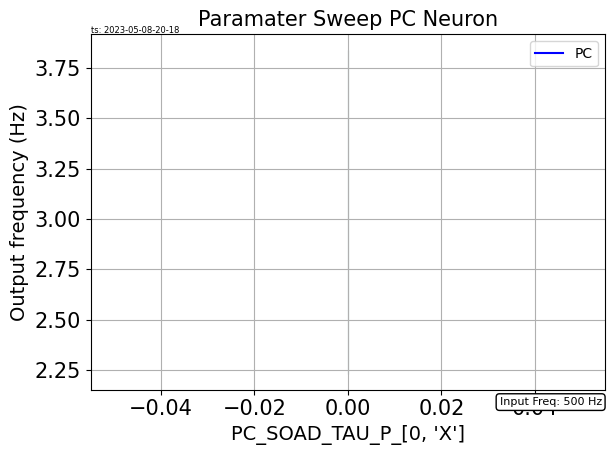 Paramater Sweep PC Neuron
ts: 2023-05-08-20-18
PC
Output frequency (Hz)
3.75
3.50
3.25
3.00
2.75
2.50
2.25
−0.04 −0.02 0.00 0.02 0.04
Input Freq: 500 Hz
PC_SOAD_TAU_P_[0, 'X']